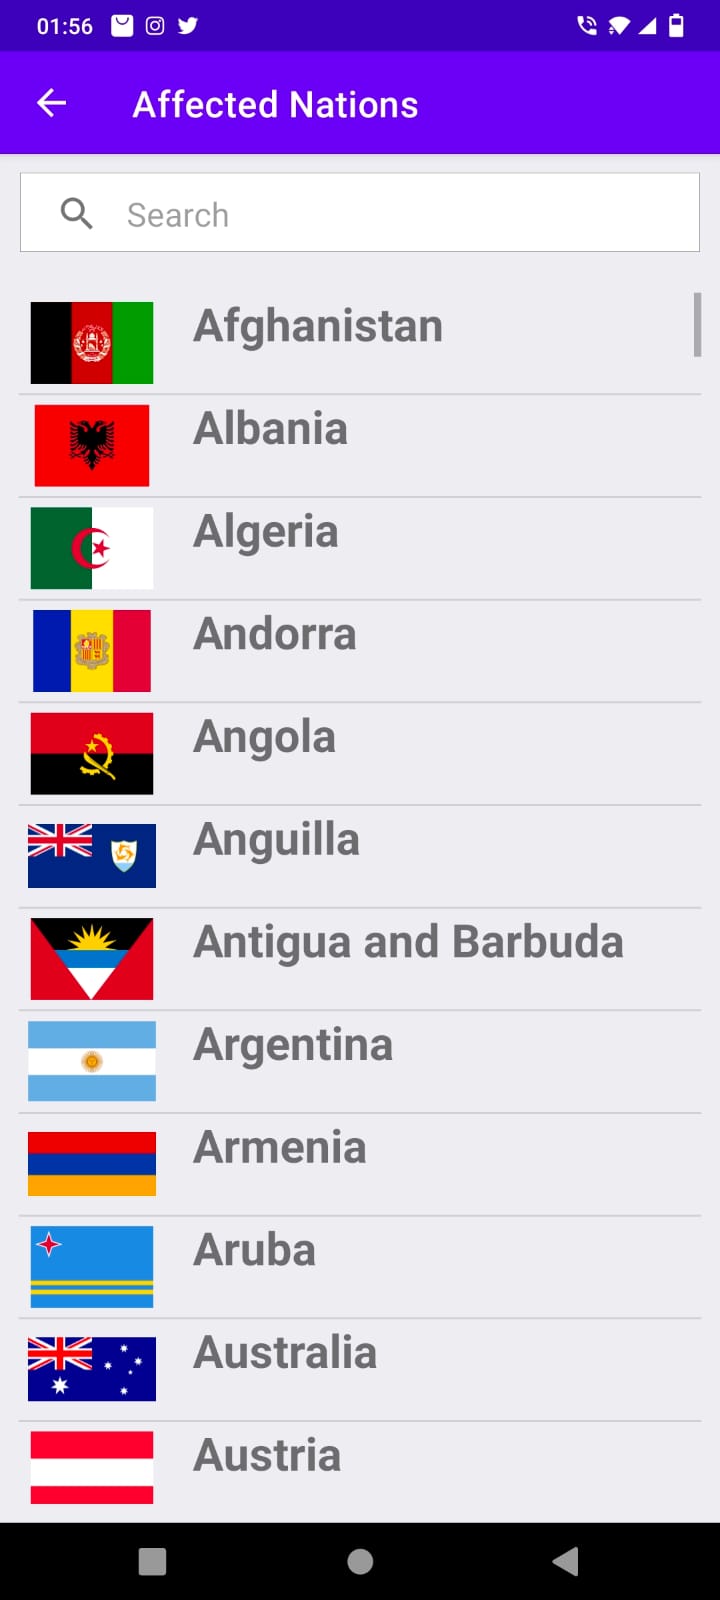 01:56
Affected Nations
Search
Afghanistan
Albania
Algeria
Andorra
Angola
Anguilla
Antigua and Barbuda
Argentina
Armenia
Aruba
Australia
Austria